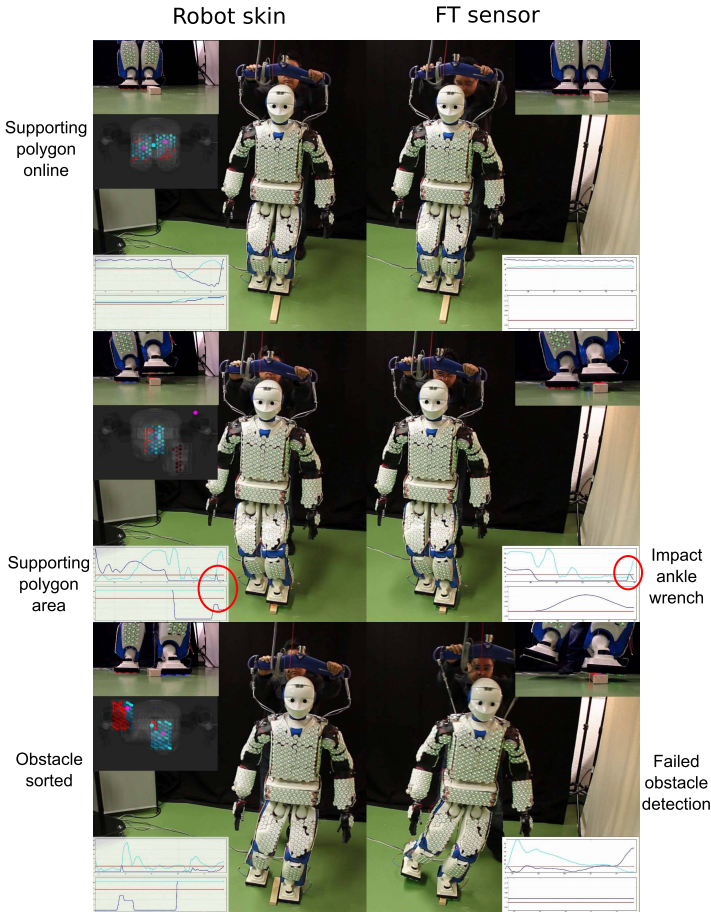 Robot skin
FT sensor
Supporting
polygon
online
Supporting
polygon
area
Impact
ankle
wrench
Obstacle
sorted
Failed
obstacle
detection